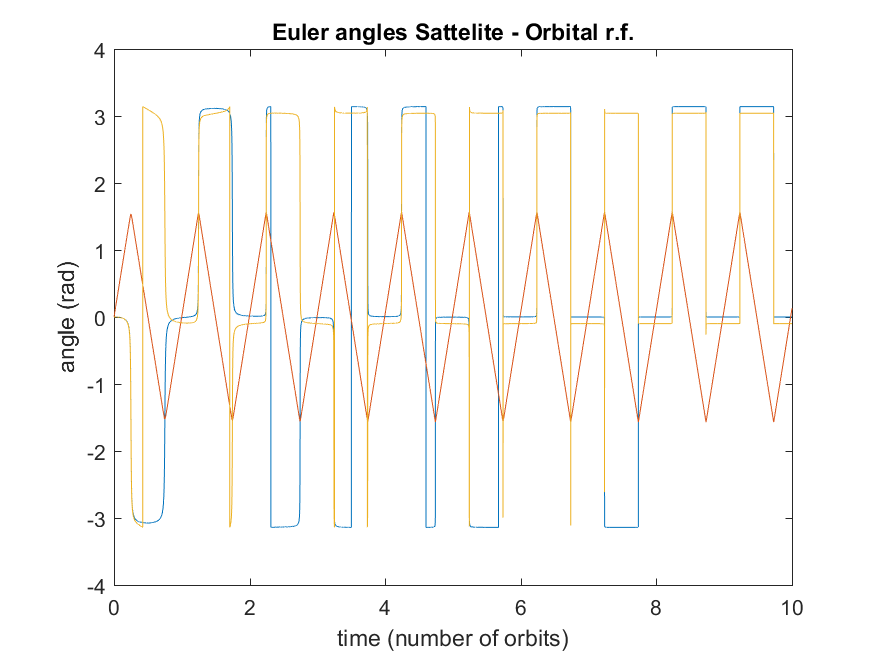 Euler angles Sattelite - Orbital r.f.
4
3
2
1
0
-1
-2
-3
-4
angle (rad)
0 2 4 6 8 10
time (number of orbits)